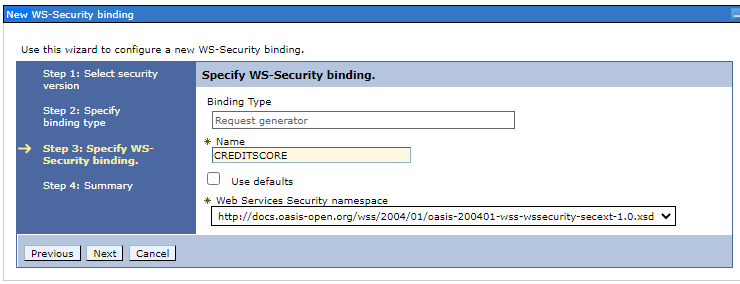 New WS-Security binding
Use this wizard to configure a new WS-Security binding.
Step 1: Select security
version
Step 2: Specify
binding type
Step 3: Specify WS-
Security binding.
Step 4: Summary
Specify WS-Security binding.
Binding Type
Request generator
* Name
CREDITSCORE
Use defaults
* Web Services Security namespace
http://docs.oasis-open.org/wss/2004/01/oasis-200401-wss-wssecurity-secext-1.0.xsd
Previous Next Cancel